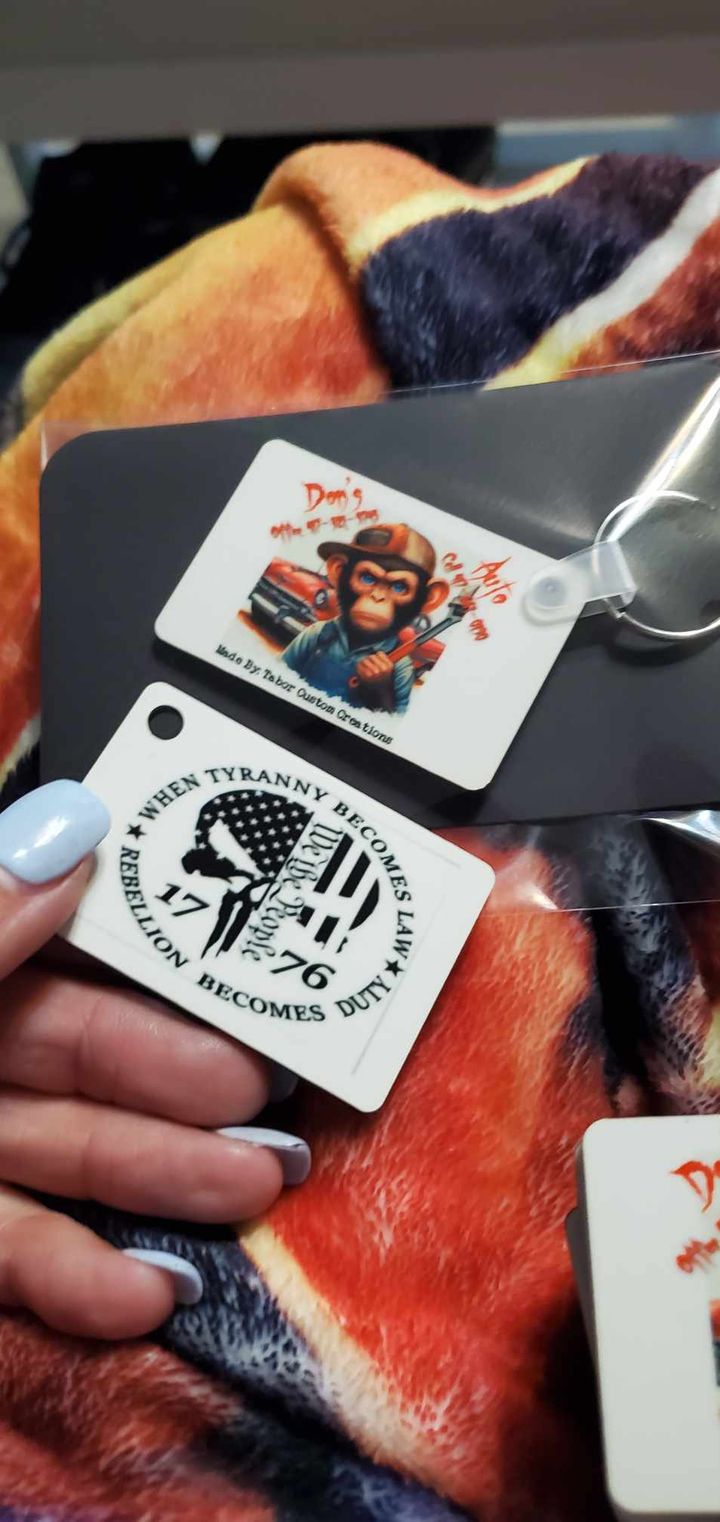 Don's
Auto
Made By: Tabor Custom Creations
WHEN TYRANNY BECOMES LAW
REBELLION BECOMES DUTY
We the People
17
76